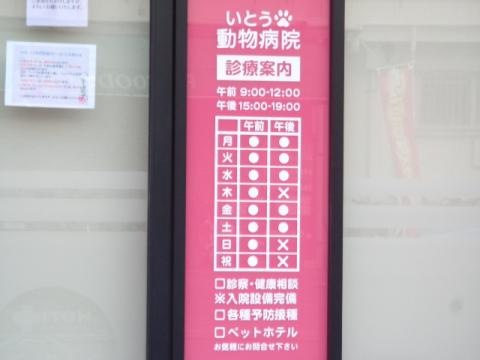 いとう
動物病院
診療案内
午前 9:00-12:00
午後 15:00-19:00
午前 午後
月 ● ●
火 ● ●
水 ● ●
木 ● ×
金 ● ●
土 ● ●
日 ● ×
祝 ● ×
□診察・健康相談
※入院設備完備
□各種予防接種
□ペットホテル
お気軽にお問合せ下さい